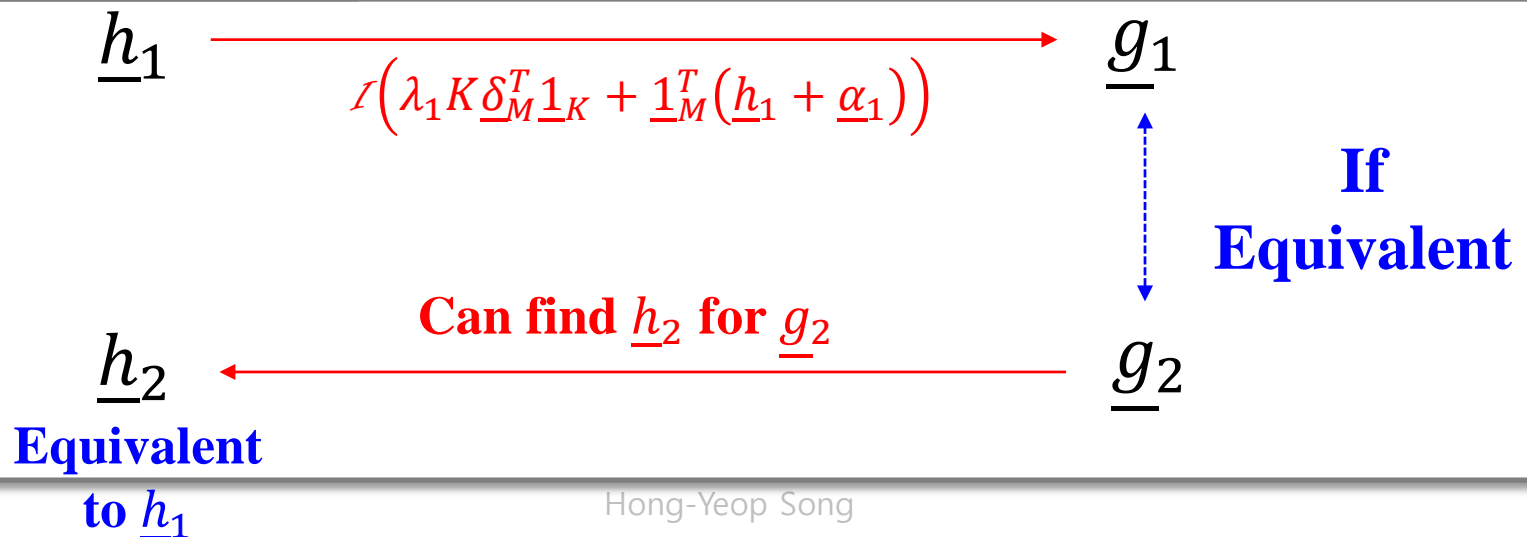 h₁ g₁
𝓘(λ₁Kδ_M^T 1_K + 1_M^T(h₁ + α₁))
If
Equivalent
Can find h₂ for g₂
h₂ g₂
Equivalent
to h₁
Hong-Yeop Song